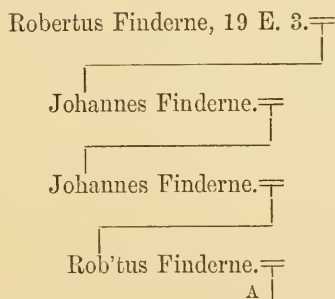 Robertus Finderne, 19 E. 3.
Johannes Finderne.
Johannes Finderne.
Rob'tus Finderne.
A